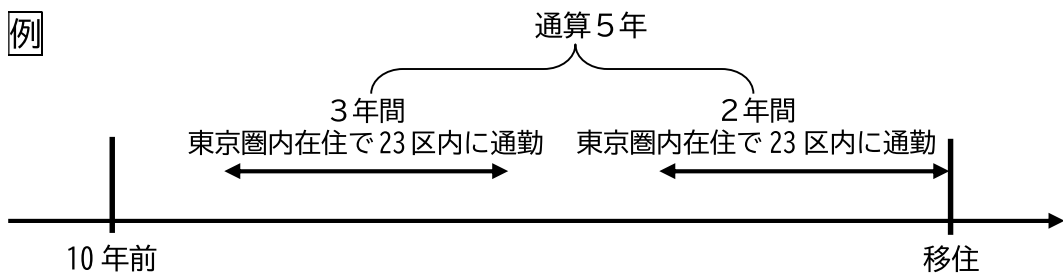 例
通算５年
３年間
東京圏内在住で 23 区内に通勤
２年間
東京圏内在住で 23 区内に通勤
10 年前
移住